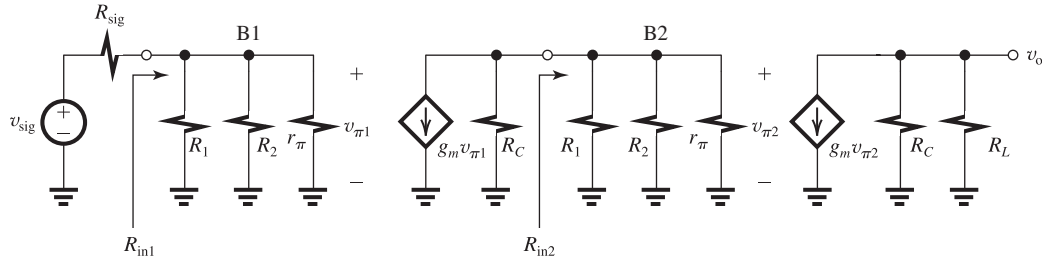 R_sig
B1
B2
v_o
+
+
+
−
v_sig
R_1
R_2
r_π
v_π1
g_m v_π1
R_C
R_1
R_2
r_π
v_π2
g_m v_π2
R_C
R_L
−
−
R_in1
R_in2